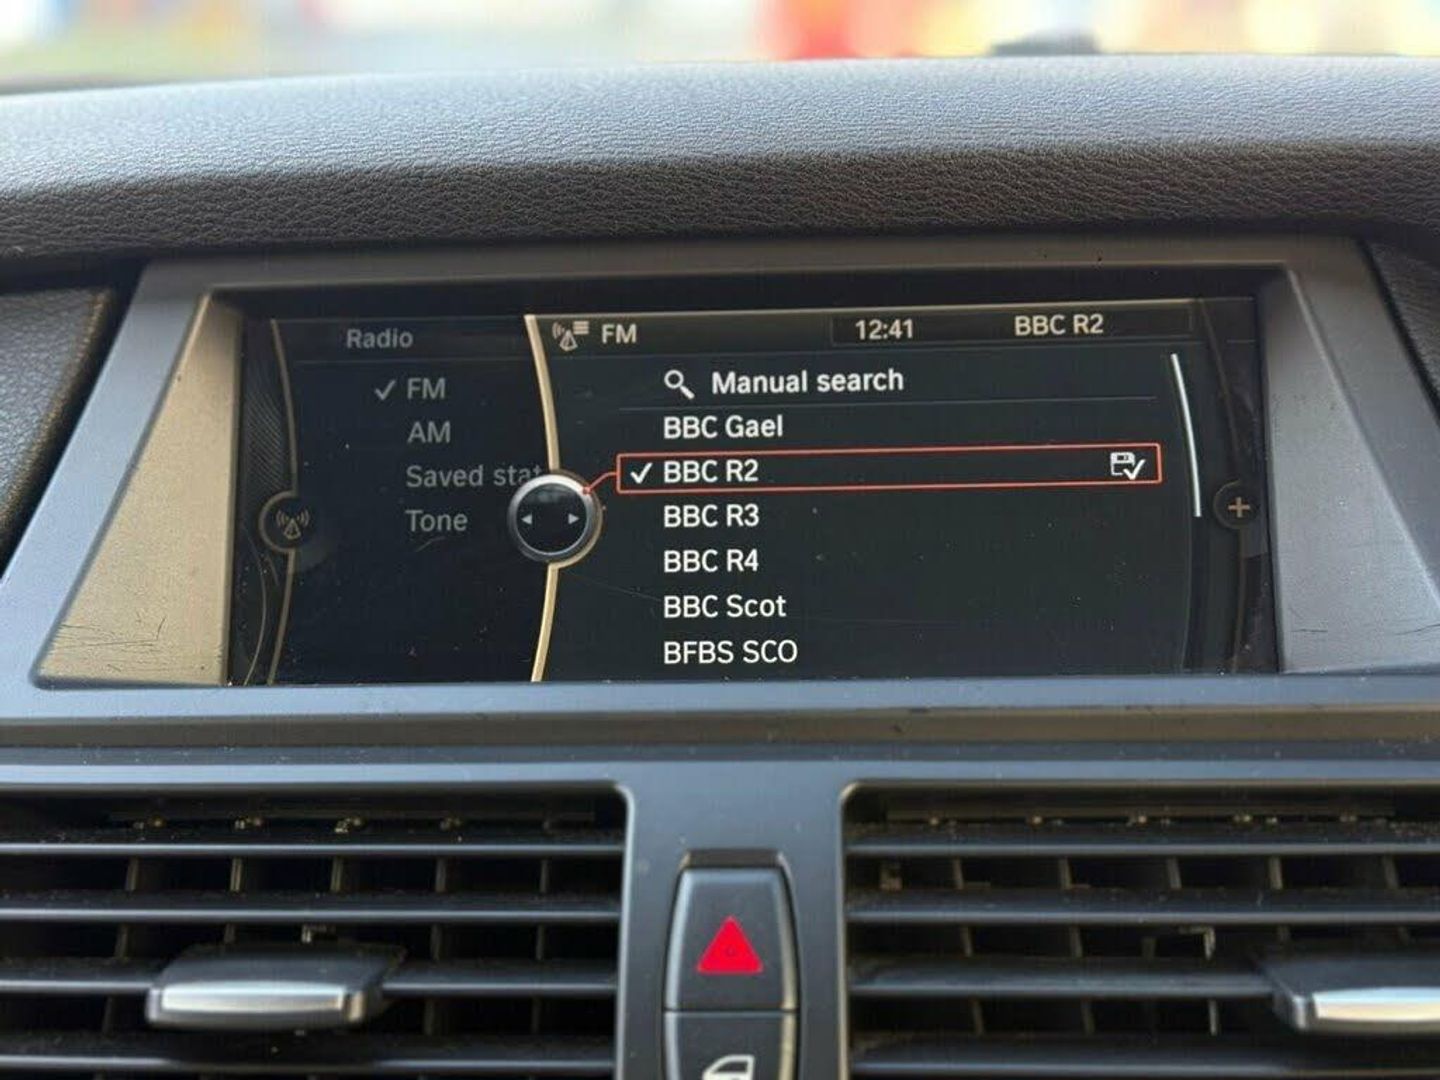 Radio
FM
AM
Saved stat
Tone
FM
12:41
BBC R2
Manual search
BBC Gael
BBC R2
BBC R3
BBC R4
BBC Scot
BFBS SCO